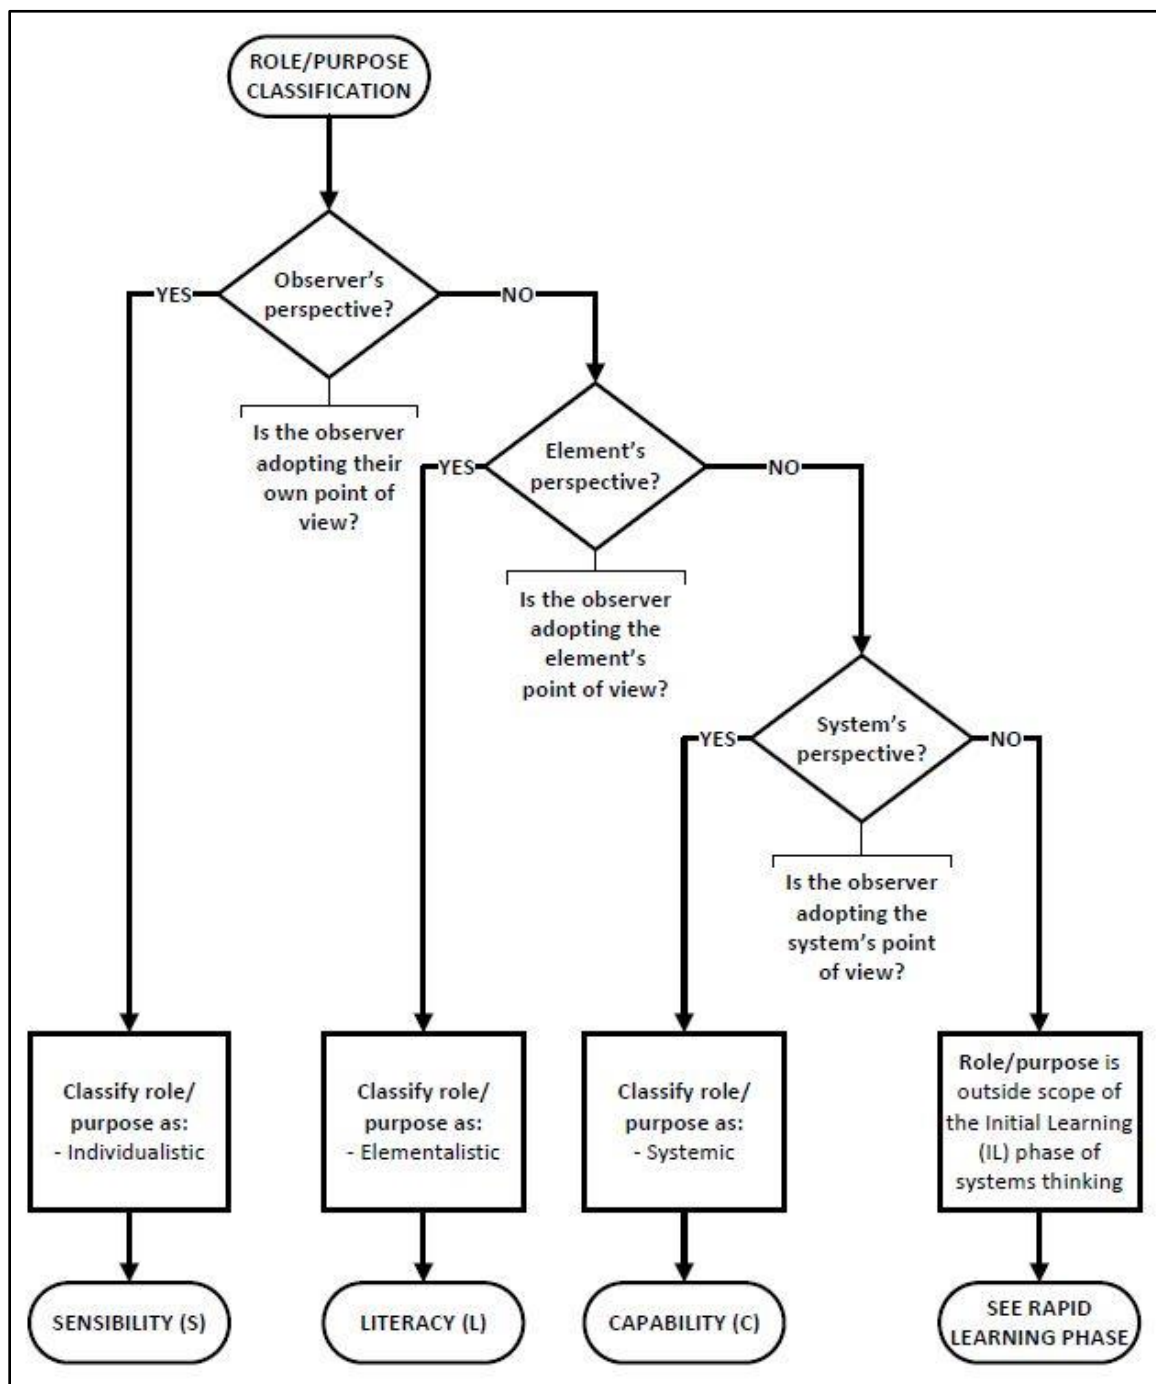 ROLE/PURPOSE
CLASSIFICATION
Observer's
perspective?
YES
NO
Is the observer
adopting their
own point of
view?
Element's
perspective?
YES
NO
Is the observer
adopting the
element's
point of view?
System's
perspective?
YES
NO
Is the observer
adopting the
system's point
of view?
Classify role/
purpose as:
- Individualistic
Classify role/
purpose as:
- Elementalistic
Classify role/
purpose as:
- Systemic
Role/purpose is
outside scope of
the Initial Learning
(IL) phase of
systems thinking
SENSIBILITY (S)
LITERACY (L)
CAPABILITY (C)
SEE RAPID
LEARNING PHASE